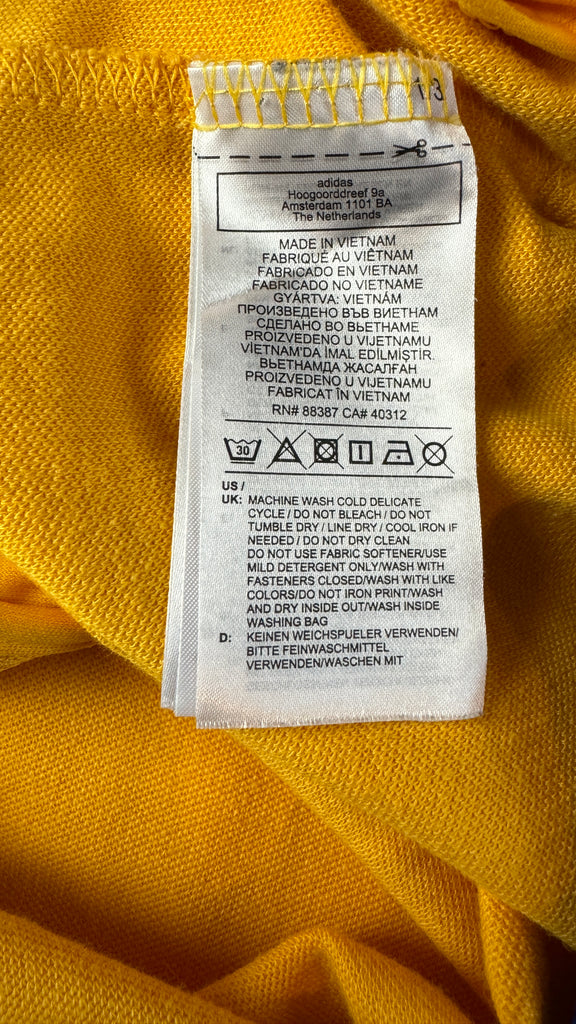 13
adidas
Hoogoorddreef 9a
Amsterdam 1101 BA
The Netherlands
MADE IN VIETNAM
FABRIQUÉ AU VIÊTNAM
FABRICADO EN VIETNAM
FABRICADO NO VIETNAME
GYÁRTVA: VIETNÁM
ПРОИЗВЕДЕНО ВЪВ ВИЕТНАМ
СДЕЛАНО ВО ВЬЕТНАМЕ
PROIZVEDENO U VIJETNAMU
VİETNAM'DA İMAL EDİLMİŞTİR.
ВЬЕТНАМДА ЖАСАЛҒАН
PROIZVEDENO U VIJETNAMU
FABRICAT ÎN VIETNAM
RN# 88387 CA# 40312
30
US /
UK: MACHINE WASH COLD DELICATE
CYCLE / DO NOT BLEACH / DO NOT
TUMBLE DRY / LINE DRY / COOL IRON IF
NEEDED / DO NOT DRY CLEAN
DO NOT USE FABRIC SOFTENER/USE
MILD DETERGENT ONLY/WASH WITH
FASTENERS CLOSED/WASH WITH LIKE
COLORS/DO NOT IRON PRINT/WASH
AND DRY INSIDE OUT/WASH INSIDE
WASHING BAG
D: KEINEN WEICHSPUELER VERWENDEN/
BITTE FEINWASCHMITTEL
VERWENDEN/WASCHEN MIT